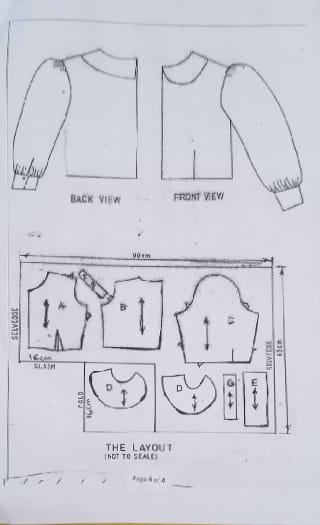 BACK VIEW
FRONT VIEW
90cm
SELVEDGE
A
B
C
SELVEDGE
16cm
SLASH
FOLD
16cm
D
D
G
E
THE LAYOUT
(NOT TO SCALE)
Page 4 of 4